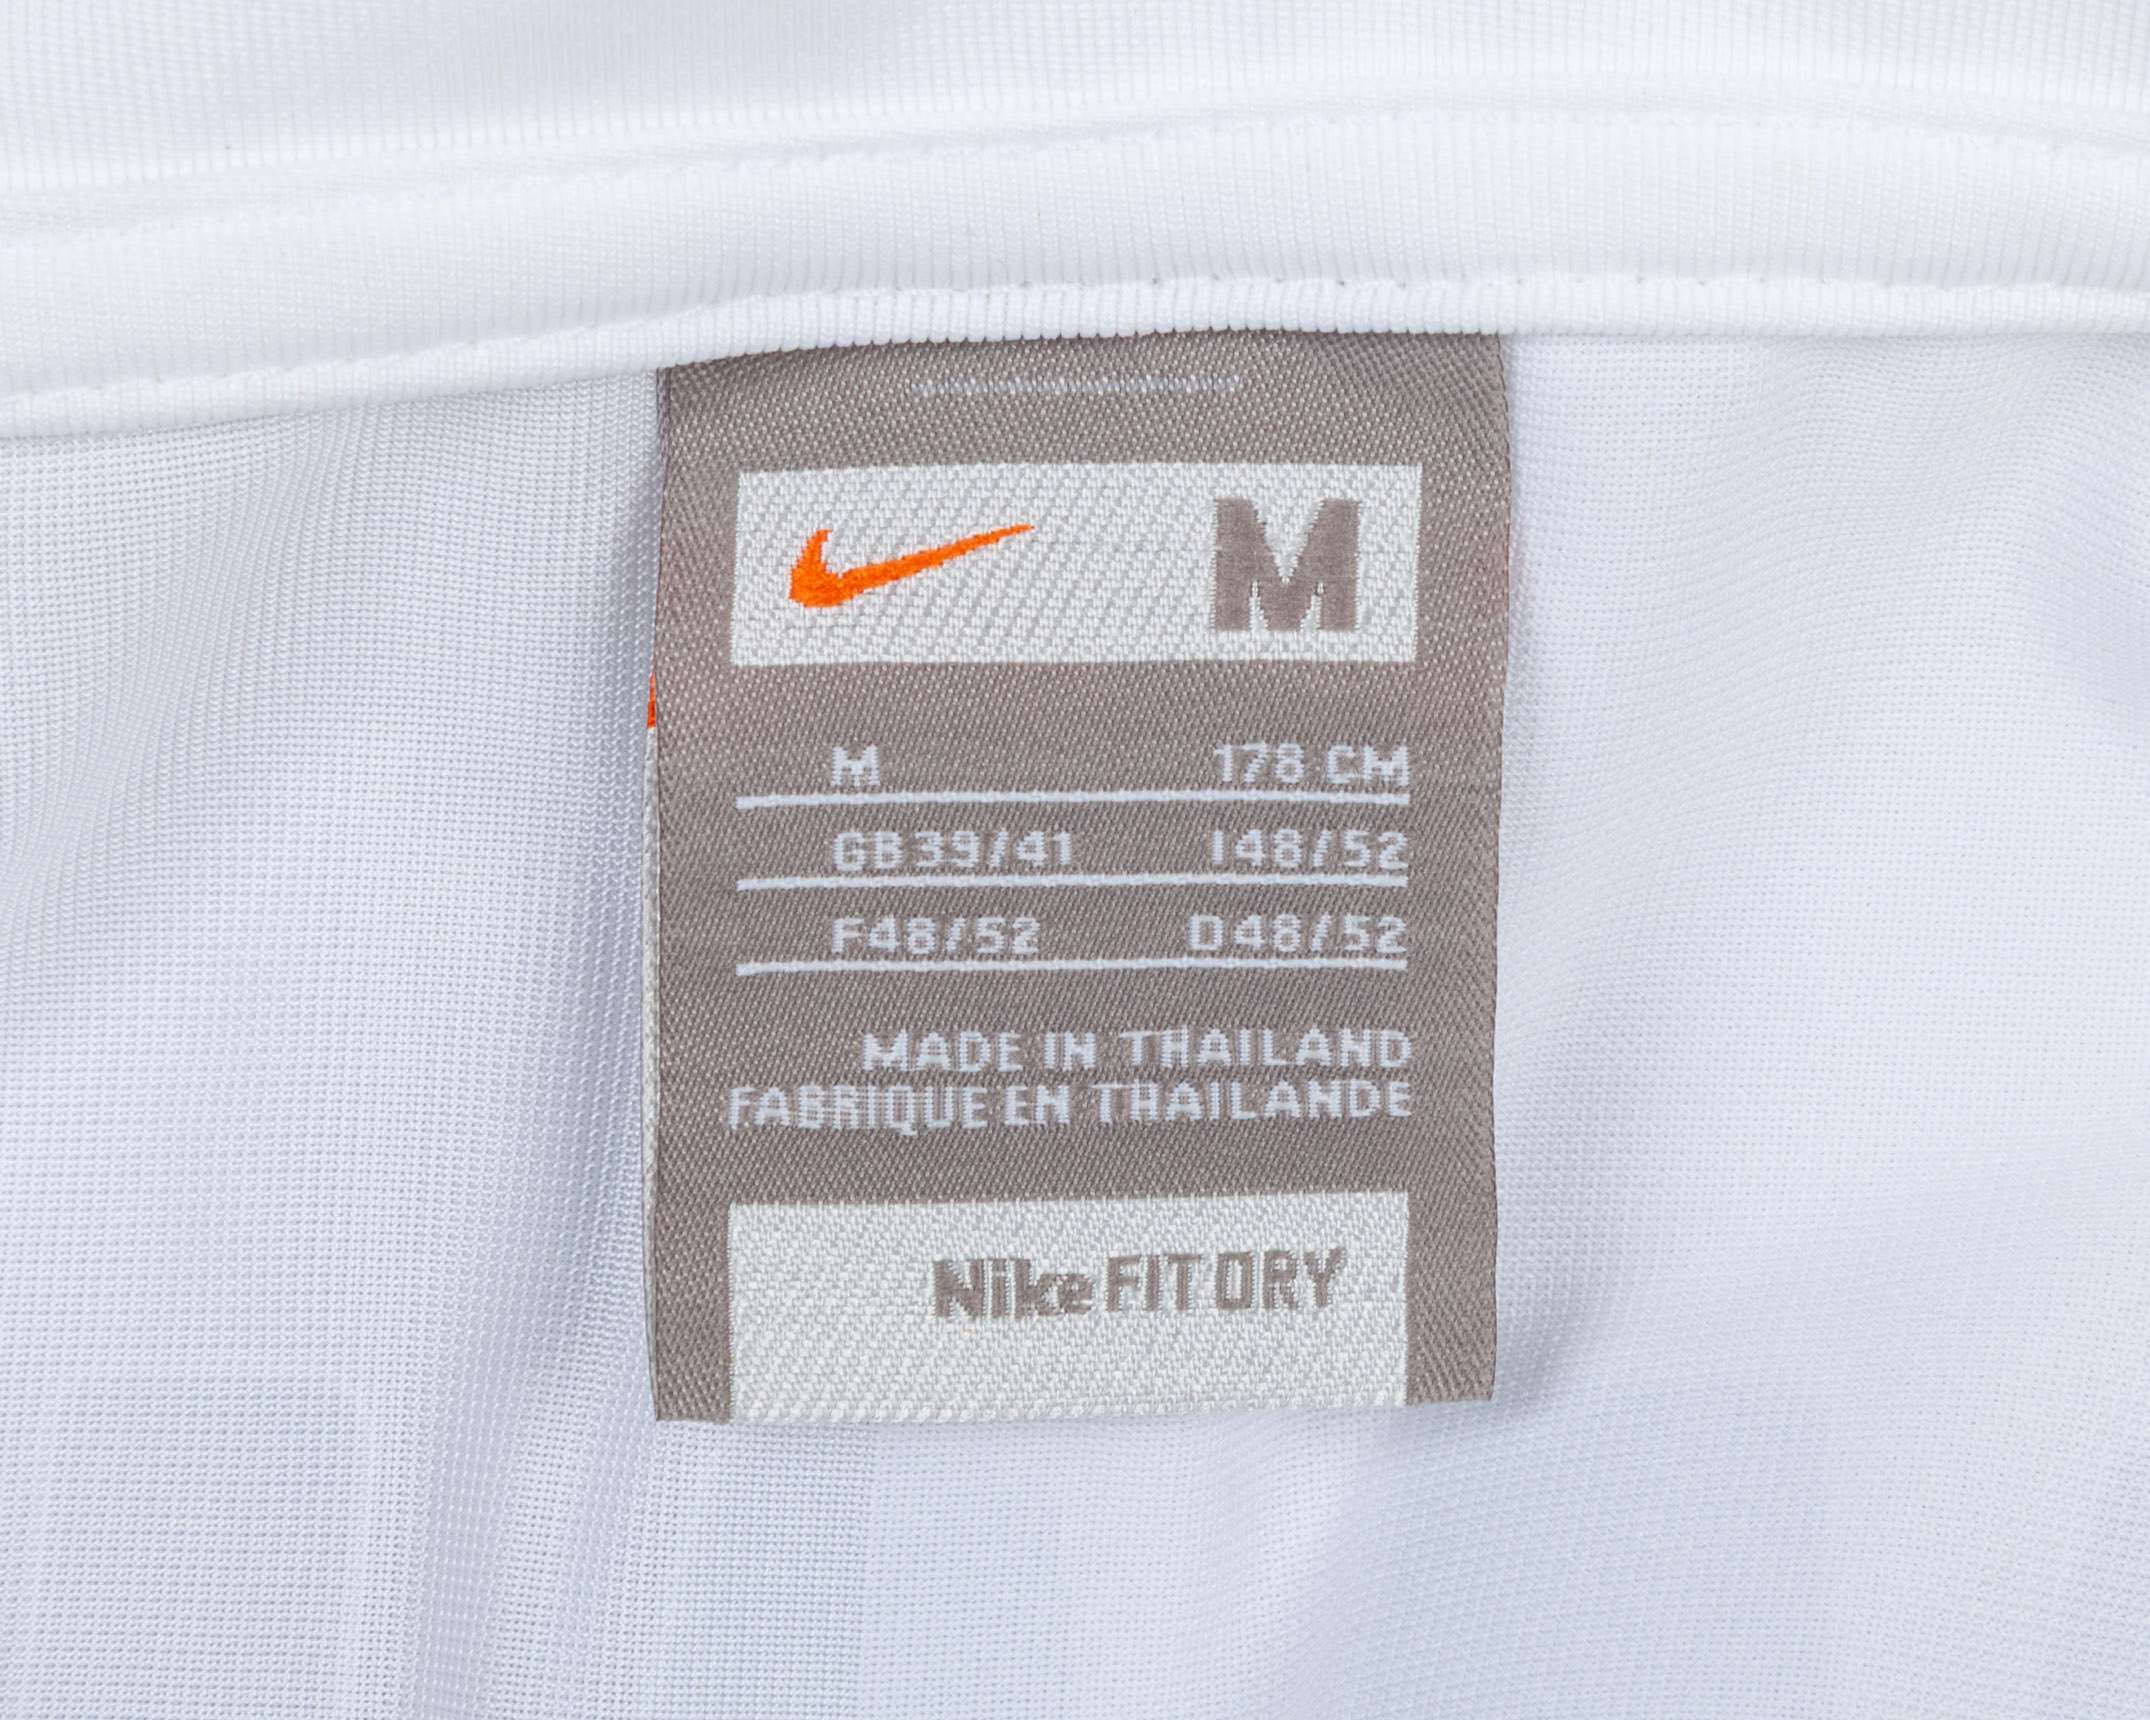 M
M 178 CM
GB39/41 I48/52
F48/52 D48/52
MADE IN THAILAND
FABRIQUE EN THAILANDE
Nike FIT DRY